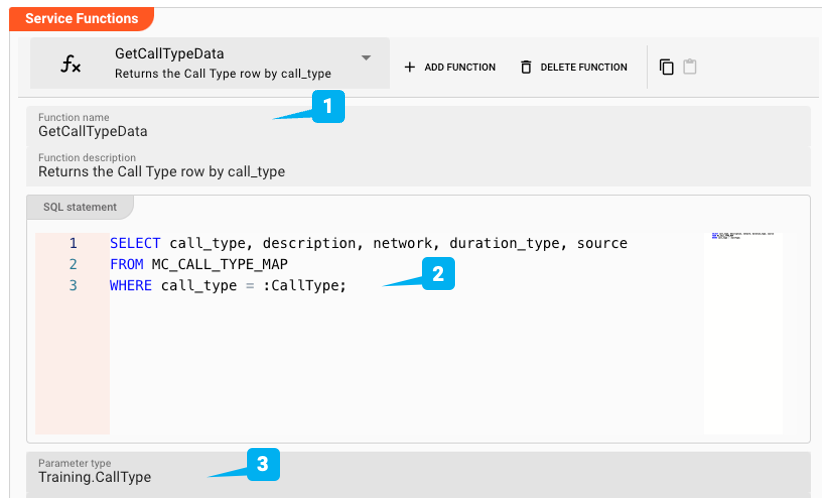 Service Functions
fx
GetCallTypeData
Returns the Call Type row by call_type
+ ADD FUNCTION
DELETE FUNCTION
1
Function name
GetCallTypeData
Function description
Returns the Call Type row by call_type
SQL statement
1 SELECT call_type, description, network, duration_type, source
2 FROM MC_CALL_TYPE_MAP
3 WHERE call_type = :CallType;
2
Parameter type
Training.CallType
3